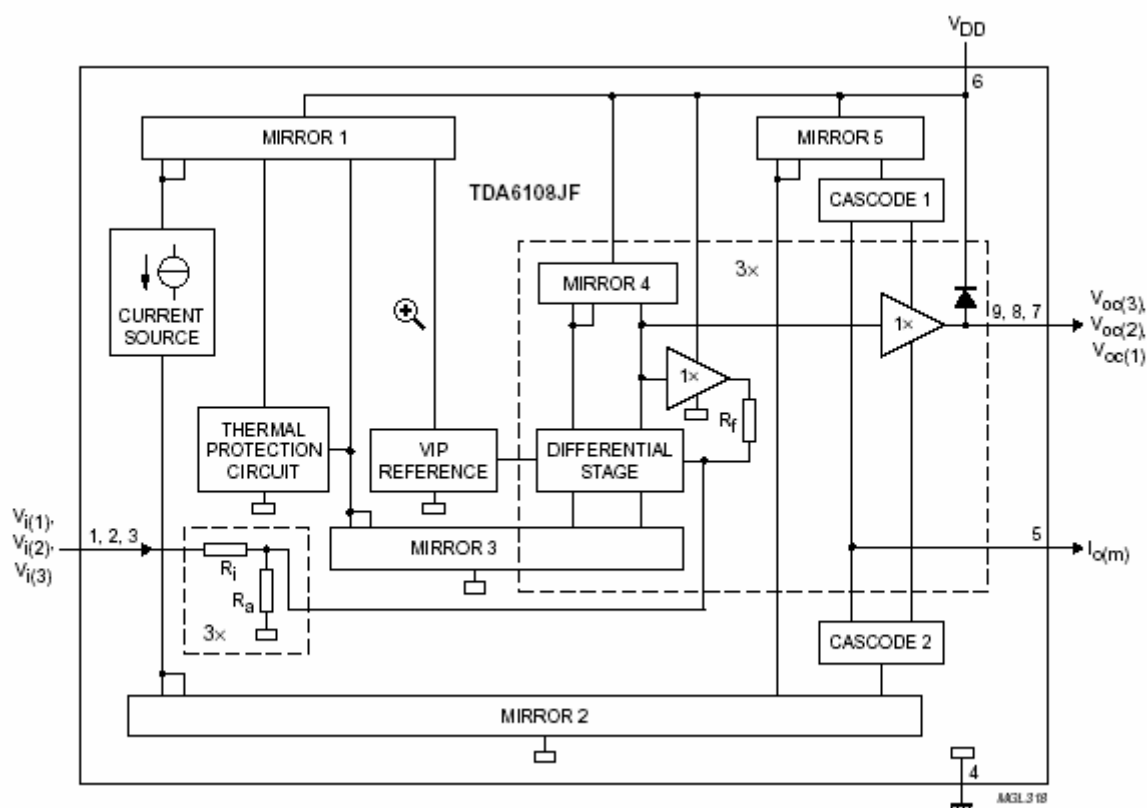 VDD
6
MIRROR 1
MIRROR 5
TDA6108JF
CASCODE 1
3×
MIRROR 4
CURRENT
SOURCE
1×
9, 8, 7
Voc(3),
Voc(2),
Voc(1)
1×
Rf
THERMAL
PROTECTION
CIRCUIT
VIP
REFERENCE
DIFFERENTIAL
STAGE
Vi(1),
Vi(2),
Vi(3)
1, 2, 3
MIRROR 3
5
Io(m)
Ri
Ra
3×
CASCODE 2
MIRROR 2
4
MGL318